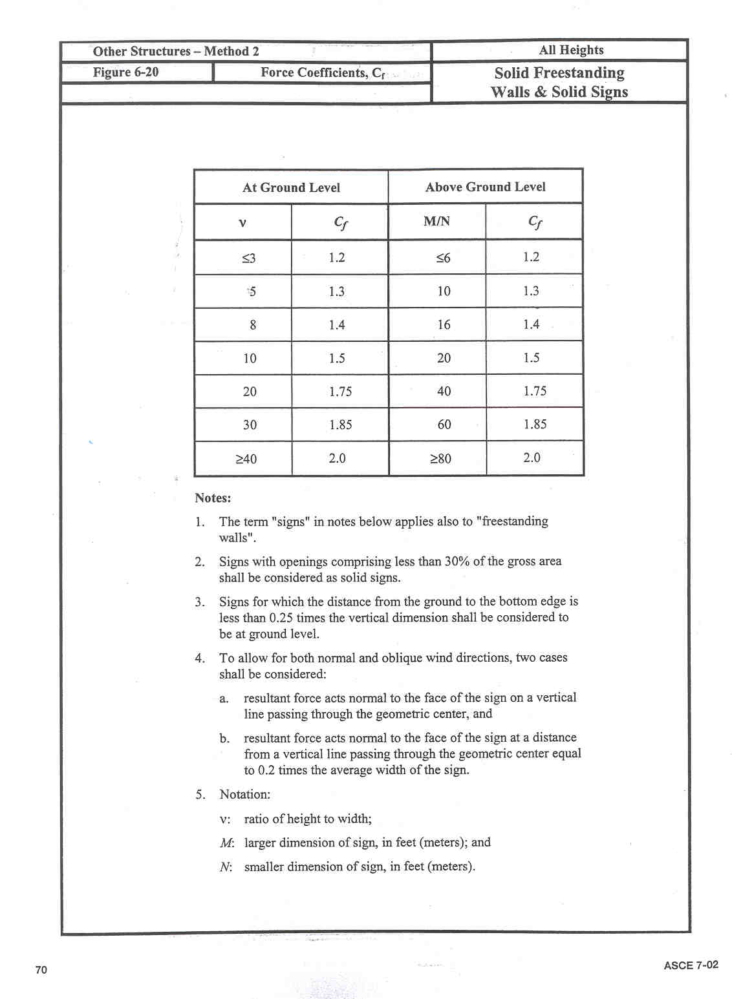 Other Structures – Method 2
All Heights
Figure 6-20
Force Coefficients, Cf
Solid Freestanding
Walls & Solid Signs
At Ground Level Above Ground Level
ν Cf M/N Cf
≤3 1.2 ≤6 1.2
5 1.3 10 1.3
8 1.4 16 1.4
10 1.5 20 1.5
20 1.75 40 1.75
30 1.85 60 1.85
≥40 2.0 ≥80 2.0
Notes:
1. The term "signs" in notes below applies also to "freestanding
walls".
2. Signs with openings comprising less than 30% of the gross area
shall be considered as solid signs.
3. Signs for which the distance from the ground to the bottom edge is
less than 0.25 times the vertical dimension shall be considered to
be at ground level.
4. To allow for both normal and oblique wind directions, two cases
shall be considered:
a. resultant force acts normal to the face of the sign on a vertical
line passing through the geometric center, and
b. resultant force acts normal to the face of the sign at a distance
from a vertical line passing through the geometric center equal
to 0.2 times the average width of the sign.
5. Notation:
ν: ratio of height to width;
M: larger dimension of sign, in feet (meters); and
N: smaller dimension of sign, in feet (meters).
70
ASCE 7-02